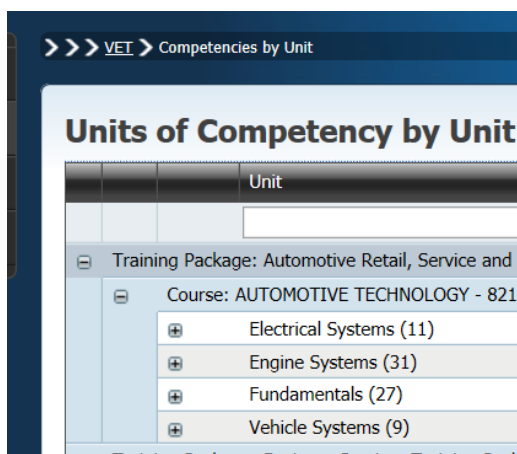 VET Competencies by Unit
Units of Competency by Unit
Unit
Training Package: Automotive Retail, Service and
Course: AUTOMOTIVE TECHNOLOGY - 821
Electrical Systems (11)
Engine Systems (31)
Fundamentals (27)
Vehicle Systems (9)